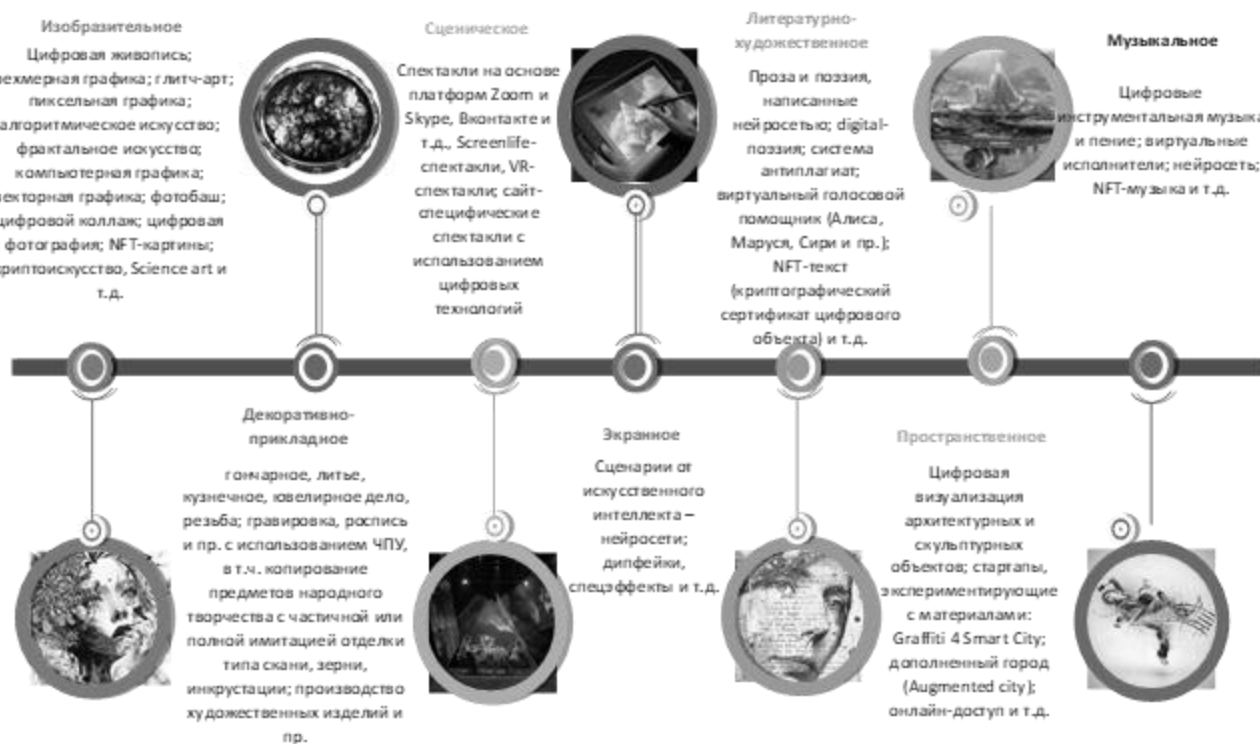 Изобразительное
Цифровая живопись;
графика; глитч-арт;
пиксельная графика;
алгоритмическое искусство;
фрактальное искусство;
компьютерная графика;
графика; фотобаш;
цифровой коллаж; цифровая
фотография; NFT-картины;
Science art и
т.д.
Декоративно-
прикладное
гончарное, литье,
кузнечное, ювелирное дело,
резьба; гравировка, роспись
и пр. с использованием ЧПУ,
в т.ч. копирование
предметов народного
творчества с частичной или
полной имитацией отделки
типа скани, зерни,
инкрустации; производство
художественных изделий и
пр.
Сценическое
Спектакли на основе
платформ Zoom и
Skype, Вконтакте и
т.д., Screenlife-
спектакли, VR-
спектакли; сайт-
специфические
спектакли с
использованием
цифровых
технологий
Экранное
Сценарии от
искусственного
интеллекта –
нейросети;
дипфейки,
спецэффекты и т.д.
Литературно-
художественное
Проза и поэзия,
написанные
нейросетью; digital-
поэзия; система
антиплагиат;
виртуальный голосовой
помощник (Алиса,
Маруся, Сири и пр.);
NFT-текст
(криптографический
сертификат цифрового
объекта) и т.д.
Пространственное
Цифровая
визуализация
архитектурных и
скульптурных
объектов; стартапы,
экспериментирующие
с материалами:
Graffiti 4 Smart City;
дополненный город
(Augmented city);
онлайн-доступ и т.д.
Музыкальное
Цифровые
инструментальная музыка
и пение; виртуальные
исполнители; нейросеть;
NFT-музыка и т.д.